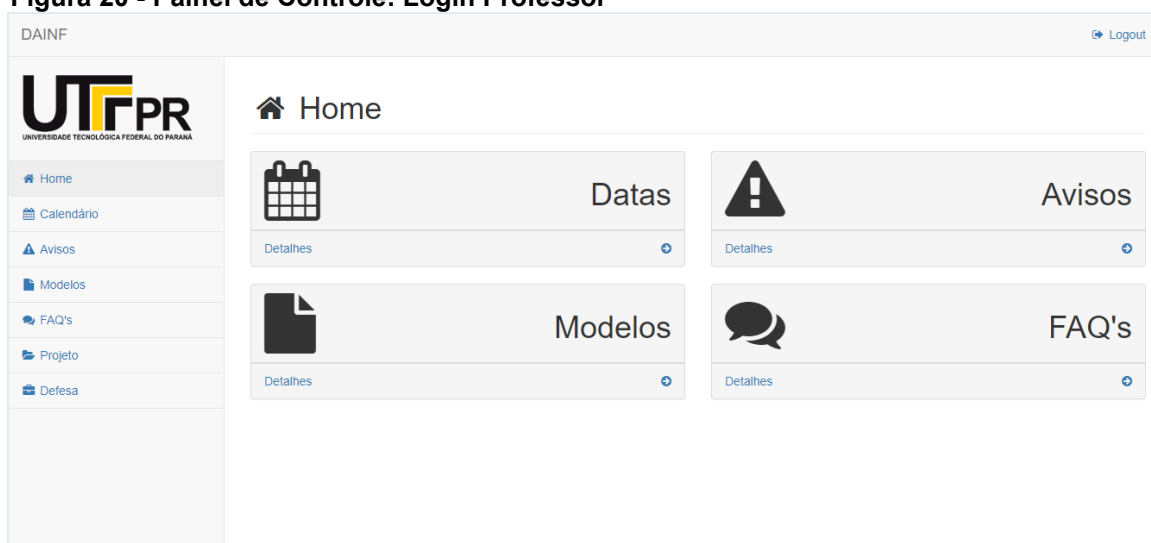 Figura 20 - Painel de Controle: Login Professor
DAINF
Logout
UTFPR
UNIVERSIDADE TECNOLÓGICA FEDERAL DO PARANÁ
Home
Calendário
Avisos
Modelos
FAQ's
Projeto
Defesa
Home
Datas
Detalhes
Avisos
Detalhes
Modelos
Detalhes
FAQ's
Detalhes